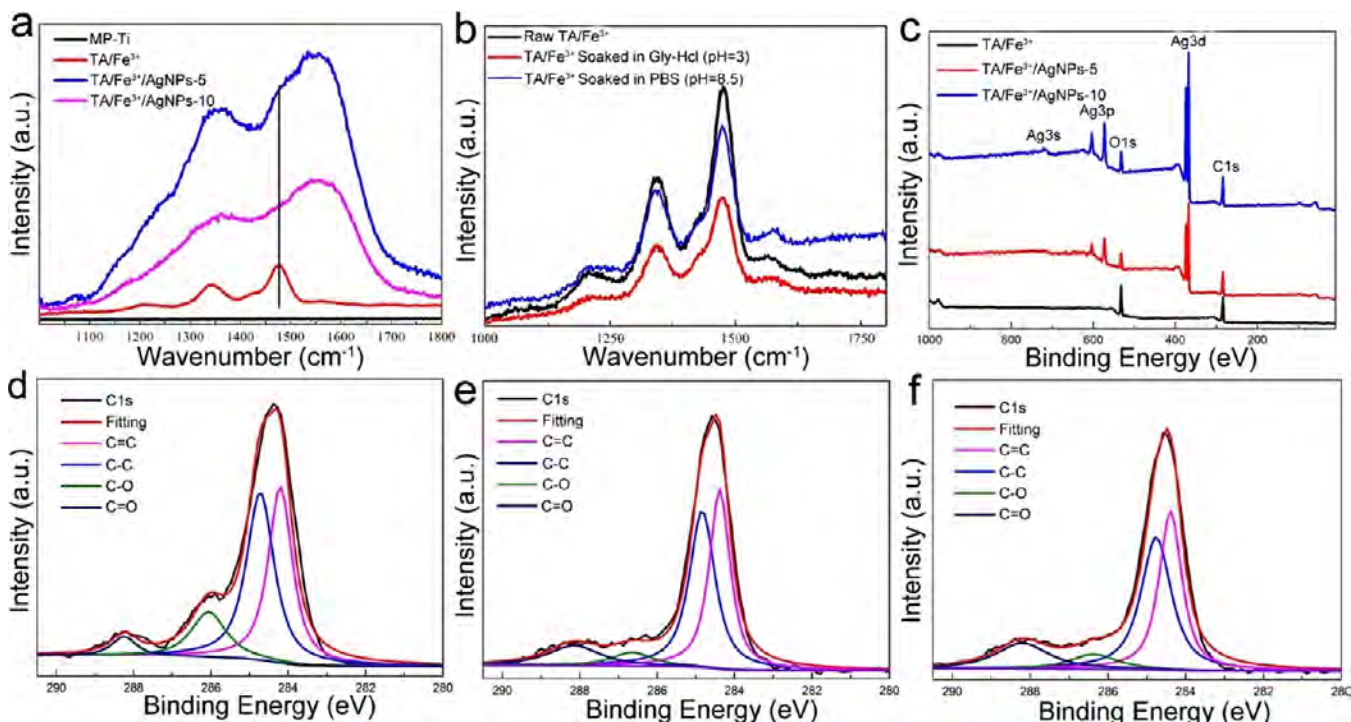 a
MP-Ti
TA/Fe³⁺
TA/Fe³⁺/AgNPs-5
TA/Fe³⁺/AgNPs-10
Intensity (a.u.)
1100 1200 1300 1400 1500 1600 1700 1800
Wavenumber (cm⁻¹)
b
Raw TA/Fe³⁺
TA/Fe³⁺ Soaked in Gly-Hcl (pH=3)
TA/Fe³⁺ Soaked in PBS (pH=8.5)
Intensity (a.u.)
1000 1250 1500 1750
Wavenumber (cm⁻¹)
c
TA/Fe³⁺
TA/Fe³⁺/AgNPs-5
TA/Fe³⁺/AgNPs-10
Ag3d
Ag3p
Ag3s
O1s
C1s
Intensity (a.u.)
1000 800 600 400 200
Binding Energy (eV)
d
C1s
Fitting
C=C
C-C
C-O
C=O
Intensity (a.u.)
290 288 286 284 282 280
Binding Energy (eV)
e
C1s
Fitting
C=C
C-C
C-O
C=O
Intensity (a.u.)
290 288 286 284 282 280
Binding Energy (eV)
f
C1s
Fitting
C=C
C-C
C-O
C=O
Intensity (a.u.)
290 288 286 284 282 280
Binding Energy (eV)